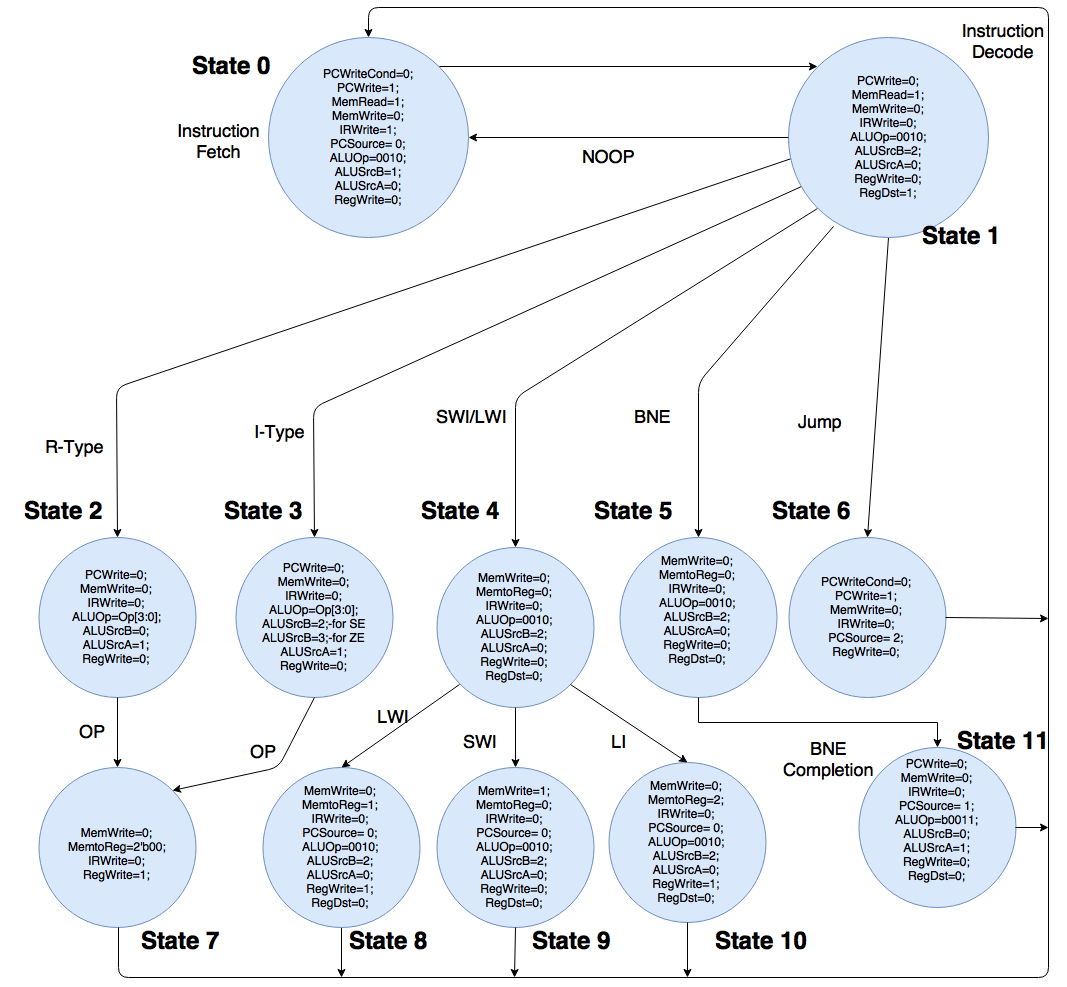 Instruction
Decode
State 0
PCWriteCond=0;
PCWrite=1;
MemRead=1;
MemWrite=0;
IRWrite=1;
PCSource= 0;
ALUOp=0010;
ALUSrcB=1;
ALUSrcA=0;
RegWrite=0;
Instruction
Fetch
PCWrite=0;
MemRead=1;
MemWrite=0;
IRWrite=0;
ALUOp=0010;
ALUSrcB=2;
ALUSrcA=0;
RegWrite=0;
RegDst=1;
NOOP
State 1
R-Type
I-Type
SWI/LWI
BNE
Jump
State 2
PCWrite=0;
MemWrite=0;
IRWrite=0;
ALUOp=Op[3:0];
ALUSrcB=0;
ALUSrcA=1;
RegWrite=0;
State 3
PCWrite=0;
MemWrite=0;
IRWrite=0;
ALUOp=Op[3:0];
ALUSrcB=2;-for SE
ALUSrcB=3;-for ZE
ALUSrcA=1;
RegWrite=0;
State 4
MemWrite=0;
MemtoReg=0;
IRWrite=0;
ALUOp=0010;
ALUSrcB=2;
ALUSrcA=0;
RegWrite=0;
RegDst=0;
State 5
MemWrite=0;
MemtoReg=0;
IRWrite=0;
ALUOp=0010;
ALUSrcB=2;
ALUSrcA=0;
RegWrite=0;
RegDst=0;
State 6
PCWriteCond=0;
PCWrite=1;
MemWrite=0;
IRWrite=0;
PCSource= 2;
RegWrite=0;
OP
OP
LWI
SWI
LI
BNE
Completion
State 11
PCWrite=0;
MemWrite=0;
IRWrite=0;
PCSource= 1;
ALUOp=b0011;
ALUSrcB=0;
ALUSrcA=1;
RegWrite=0;
RegDst=0;
MemWrite=0;
MemtoReg=2'b00;
IRWrite=0;
RegWrite=1;
State 7
MemWrite=0;
MemtoReg=1;
IRWrite=0;
PCSource= 0;
ALUOp=0010;
ALUSrcB=2;
ALUSrcA=0;
RegWrite=1;
RegDst=0;
State 8
MemWrite=1;
MemtoReg=0;
IRWrite=0;
PCSource= 0;
ALUOp=0010;
ALUSrcB=2;
ALUSrcA=0;
RegWrite=0;
RegDst=0;
State 9
MemWrite=0;
MemtoReg=2;
IRWrite=0;
PCSource= 0;
ALUOp=0010;
ALUSrcB=2;
ALUSrcA=0;
RegWrite=1;
RegDst=0;
State 10